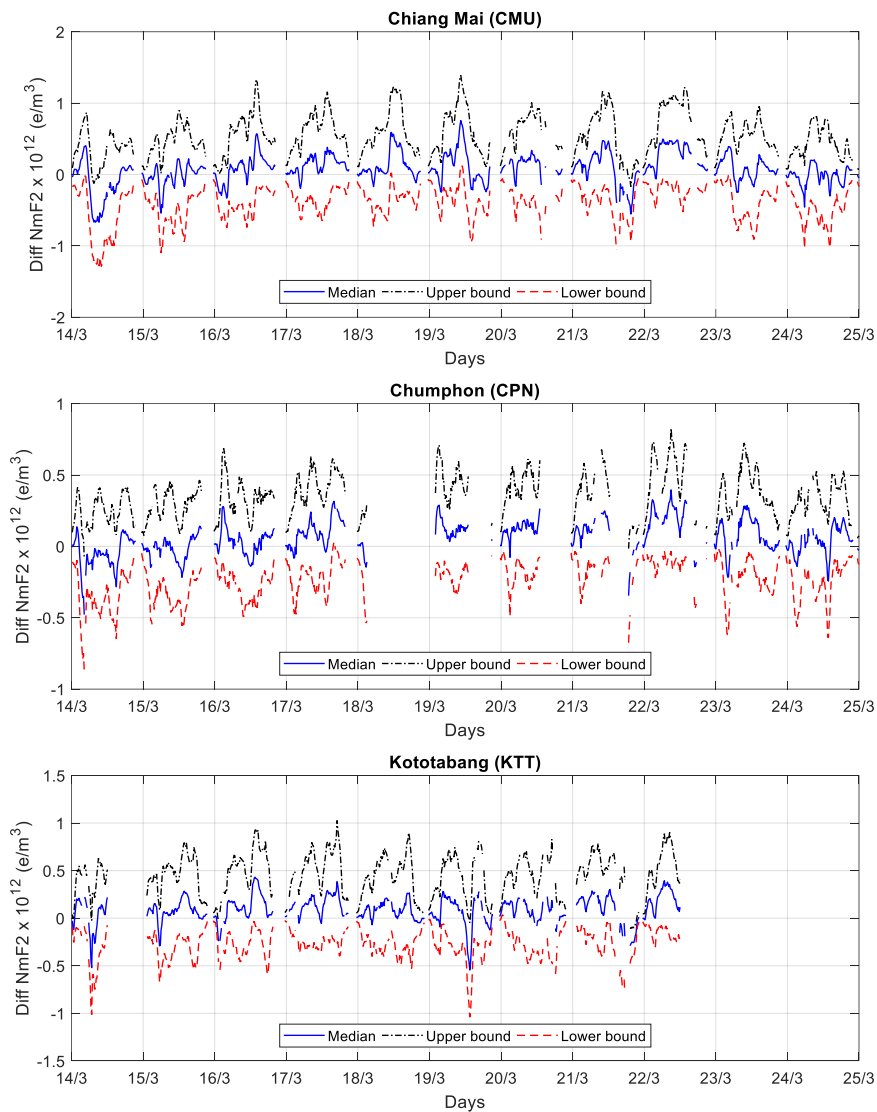 Chiang Mai (CMU)
2
1
0
-1
-2
Diff NmF2 x 10^12 (e/m^3)
Median Upper bound Lower bound
14/3 15/3 16/3 17/3 18/3 19/3 20/3 21/3 22/3 23/3 24/3 25/3
Days
Chumphon (CPN)
1
0.5
0
-0.5
-1
Diff NmF2 x 10^12 (e/m^3)
Median Upper bound Lower bound
14/3 15/3 16/3 17/3 18/3 19/3 20/3 21/3 22/3 23/3 24/3 25/3
Days
Kototabang (KTT)
1.5
1
0.5
0
-0.5
-1
-1.5
Diff NmF2 x 10^12 (e/m^3)
Median Upper bound Lower bound
14/3 15/3 16/3 17/3 18/3 19/3 20/3 21/3 22/3 23/3 24/3 25/3
Days